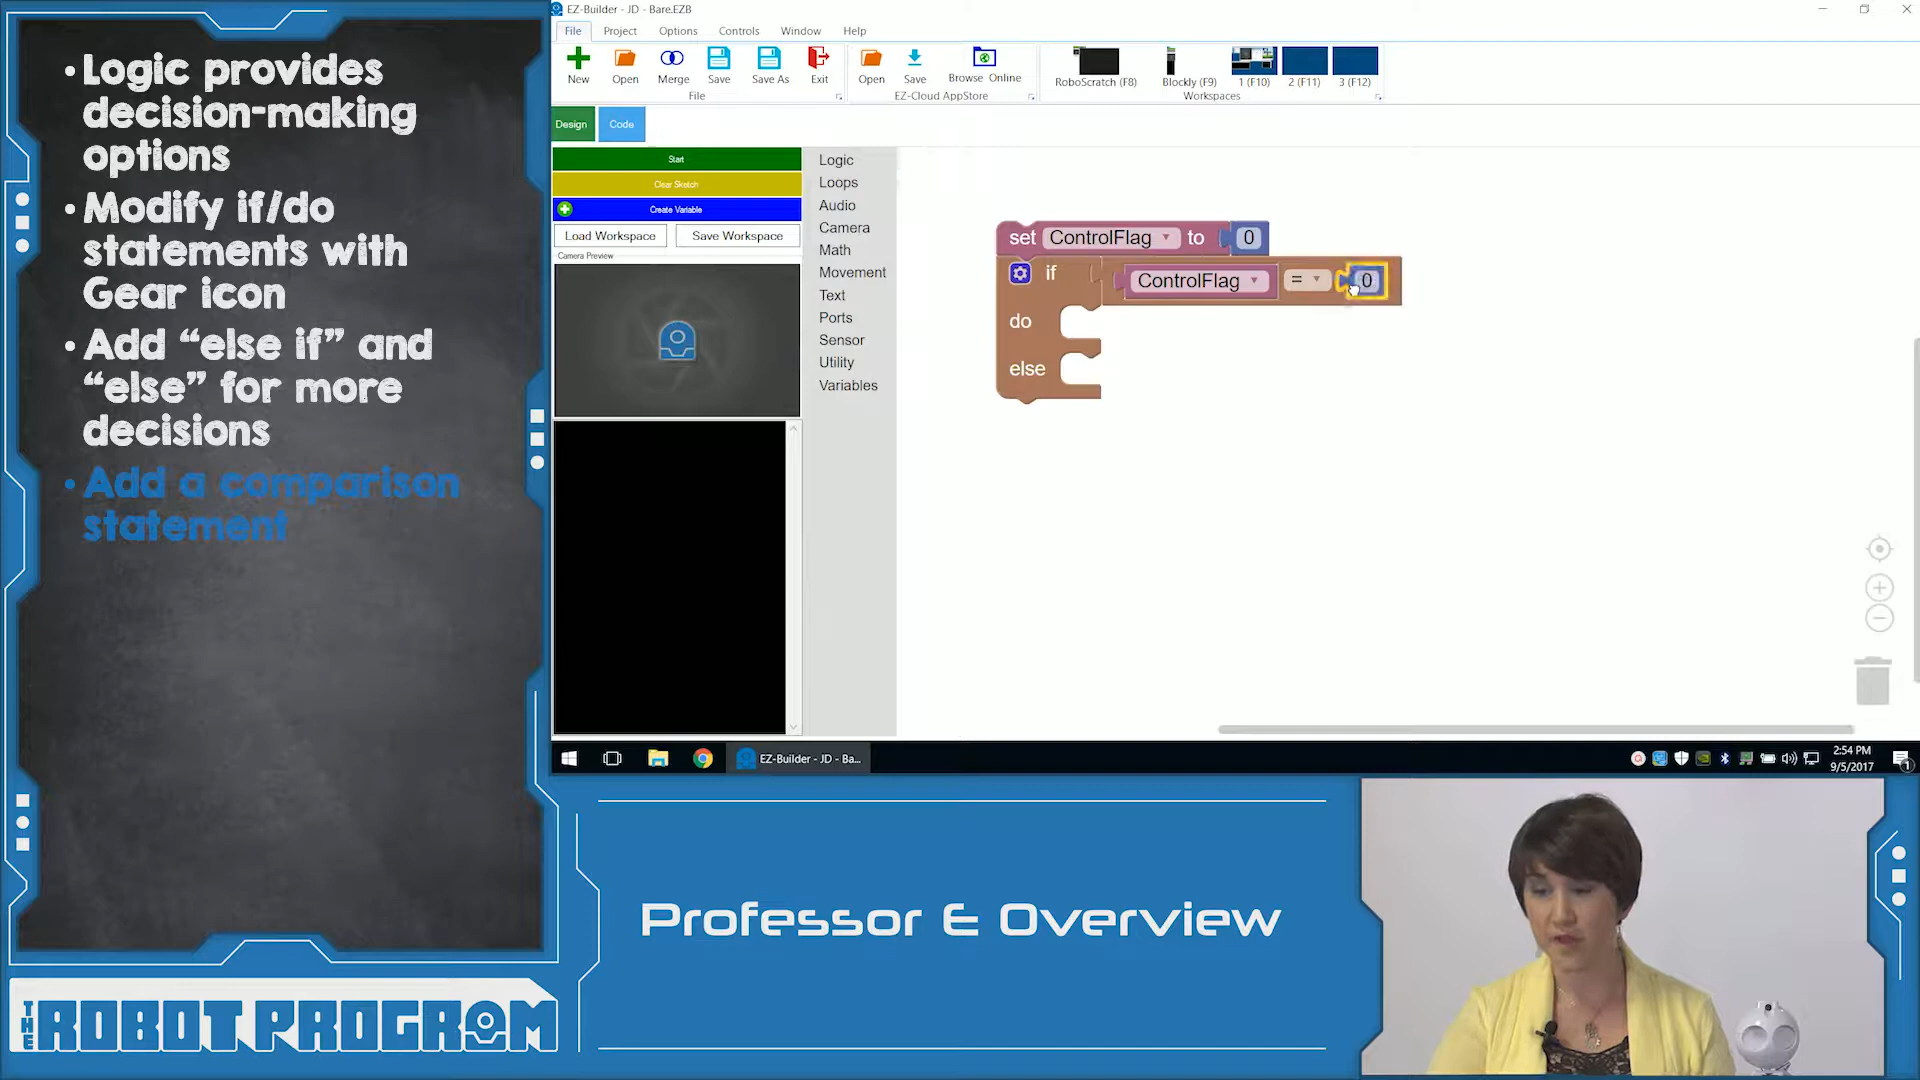 • Logic provides
decision-making
options
• Modify if/do
statements with
Gear icon
• Add “else if” and
“else” for more
decisions
• Add a comparison
statement
THE ROBOT PROGRAM
EZ-Builder - JD - Bare.EZB
File Project Options Controls Window Help
New Open Merge Save Save As Exit Open Save Browse Online RoboScratch (F8) Blockly (F9) 1 (F10) 2 (F11) 3 (F12)
File EZ-Cloud AppStore Workspaces
Design Code
Start
Clear Sketch
Create Variable
Load Workspace Save Workspace
Camera Preview
Logic
Loops
Audio
Camera
Math
Movement
Text
Ports
Sensor
Utility
Variables
set ControlFlag to 0
if ControlFlag = 0
do
else
EZ-Builder - JD - Ba...
2:54 PM
9/5/2017
1
Professor E Overview